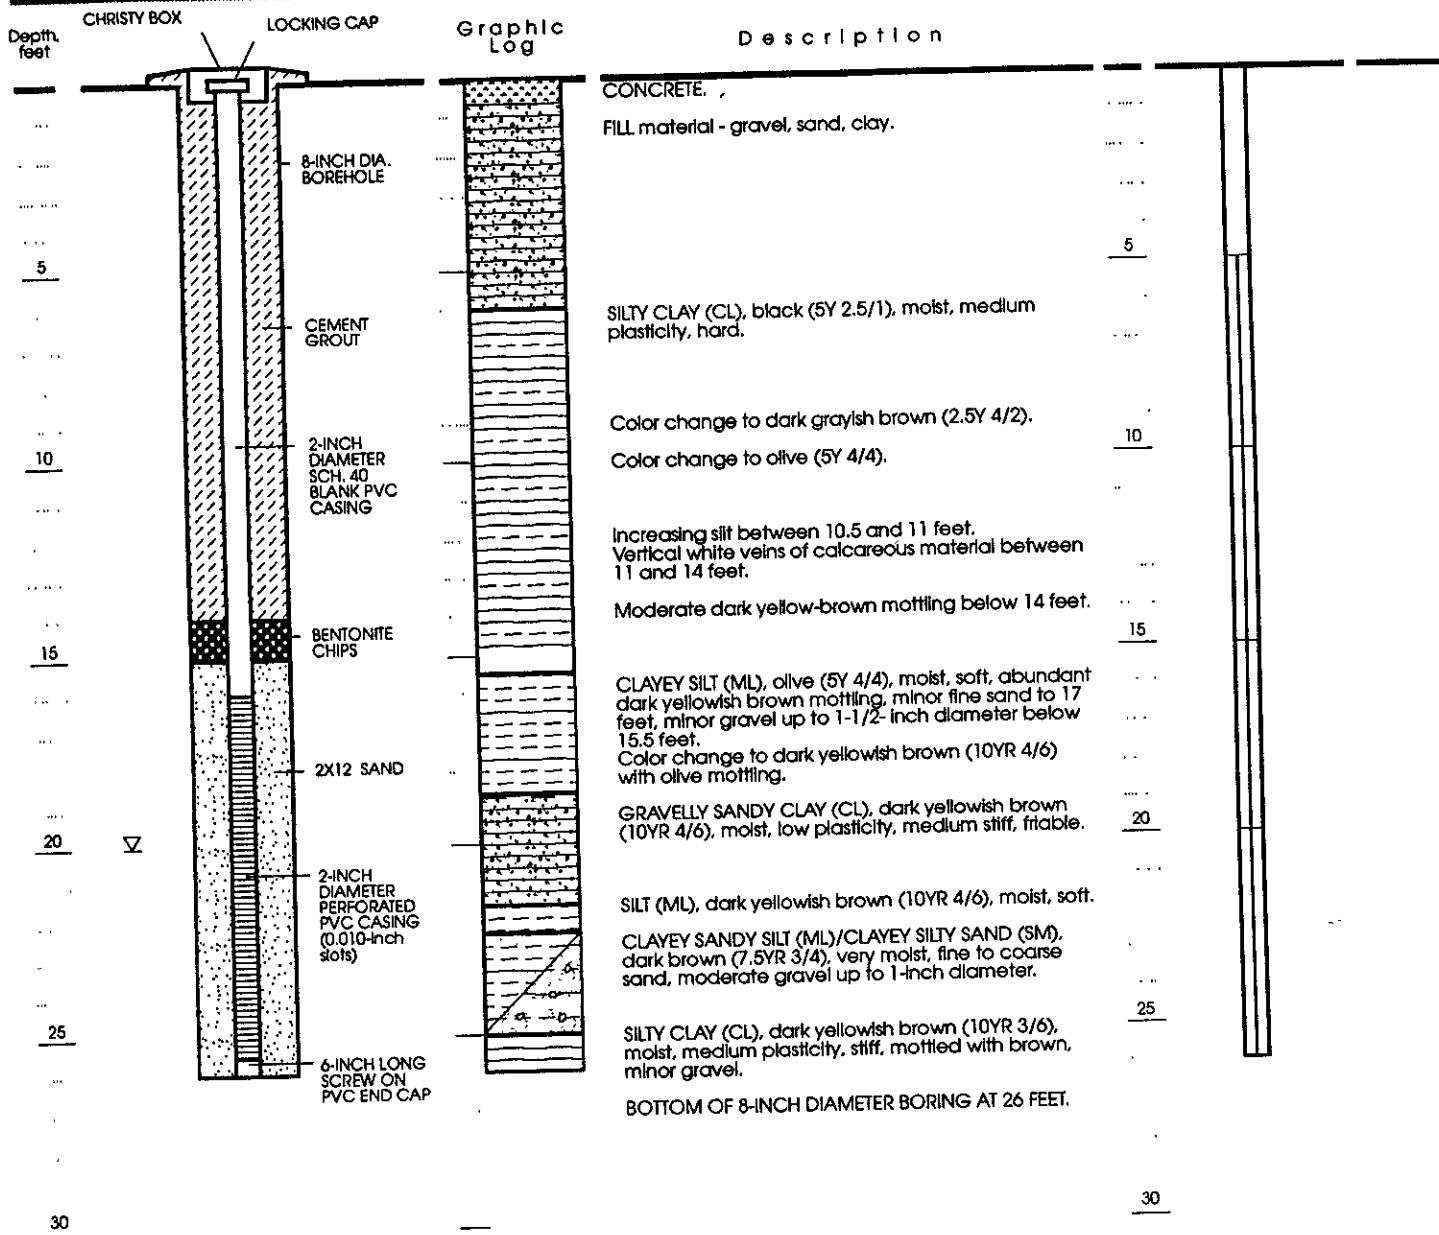 Depth, feet
CHRISTY BOX
LOCKING CAP
Graphic
Log
Description
8-INCH DIA.
BOREHOLE
CEMENT
GROUT
2-INCH
DIAMETER
SCH. 40
BLANK PVC
CASING
BENTONITE
CHIPS
2X12 SAND
2-INCH
DIAMETER
PERFORATED
PVC CASING
(0.010-inch
slots)
6-INCH LONG
SCREW ON
PVC END CAP
5
10
15
20
25
30
CONCRETE.
FILL material - gravel, sand, clay.
SILTY CLAY (CL), black (5Y 2.5/1), moist, medium
plasticity, hard.
Color change to dark grayish brown (2.5Y 4/2).
Color change to olive (5Y 4/4).
Increasing silt between 10.5 and 11 feet.
Vertical white veins of calcareous material between
11 and 14 feet.
Moderate dark yellow-brown mottling below 14 feet.
CLAYEY SILT (ML), olive (5Y 4/4), moist, soft, abundant
dark yellowish brown mottling, minor fine sand to 17
feet, minor gravel up to 1-1/2- inch diameter below
15.5 feet.
Color change to dark yellowish brown (10YR 4/6)
with olive mottling.
GRAVELLY SANDY CLAY (CL), dark yellowish brown
(10YR 4/6), moist, low plasticity, medium stiff, friable.
SILT (ML), dark yellowish brown (10YR 4/6), moist, soft.
CLAYEY SANDY SILT (ML)/CLAYEY SILTY SAND (SM),
dark brown (7.5YR 3/4), very moist, fine to coarse
sand, moderate gravel up to 1-inch diameter.
SILTY CLAY (CL), dark yellowish brown (10YR 3/6),
moist, medium plasticity, stiff, mottled with brown,
minor gravel.
BOTTOM OF 8-INCH DIAMETER BORING AT 26 FEET.
5
10
15
20
25
30